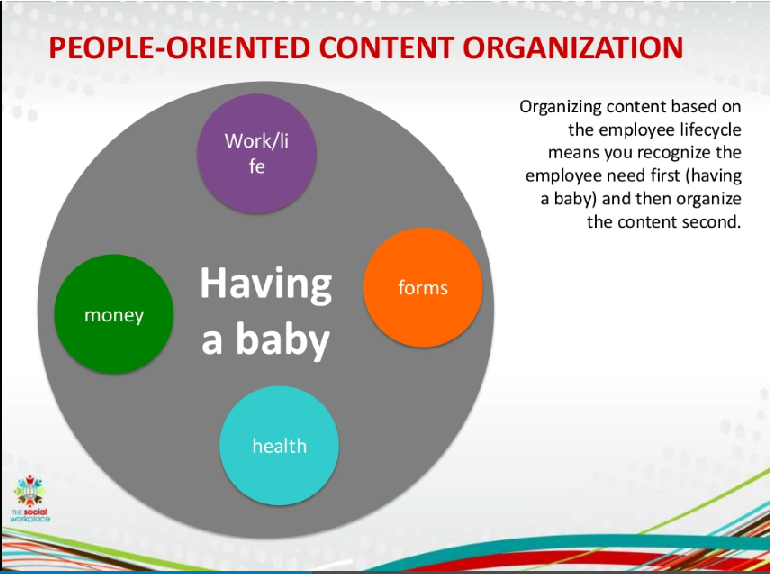 PEOPLE-ORIENTED CONTENT ORGANIZATION
Organizing content based on
the employee lifecycle
means you recognize the
employee need first (having
a baby) and then organize
the content second.
Work/li
fe
forms
Having
a baby
money
health
THE social
workplace